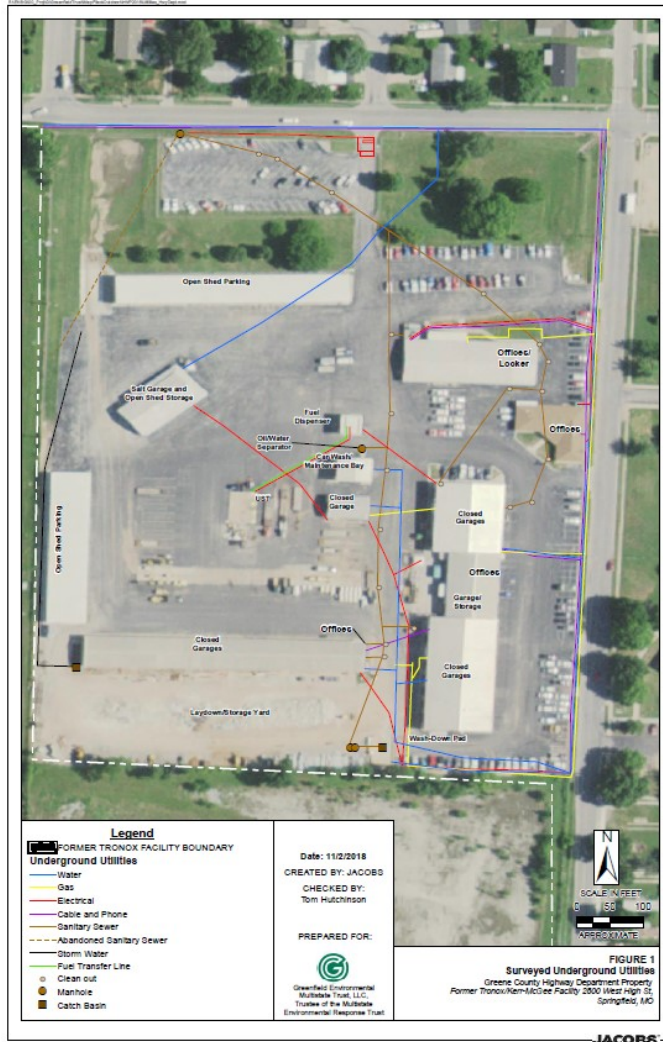 Open Shed Parking
Salt Garage and
Open Shed Storage
Offices/
Locker
Offices
Fuel
Dispenser
Oil/Water
Separator
Car Wash/
Maintenance Bay
UST
Closed
Garage
Closed
Garages
Open Shed Parking
Offices
Garage/
Storage
Offices
Closed
Garages
Closed
Garages
Laydown/Storage Yard
Wash-Down Pad
Legend
FORMER TRONOX FACILITY BOUNDARY
Underground Utilities
Water
Gas
Electrical
Cable and Phone
Sanitary Sewer
Abandoned Sanitary Sewer
Storm Water
Fuel Transfer Line
Clean out
Manhole
Catch Basin
Date: 11/2/2018
CREATED BY: JACOBS
CHECKED BY:
Tom Hutchinson
PREPARED FOR:
Greenfield Environmental
Multistate Trust, LLC,
Trustee of the Multistate
Environmental Response Trust
N
SCALE IN FEET
0 50 100
APPROXIMATE
FIGURE 1
Surveyed Underground Utilities
Greene County Highway Department Property
Former Tronox/Kerr-McGee Facility 2800 West High St,
Springfield, MO
JACOBS